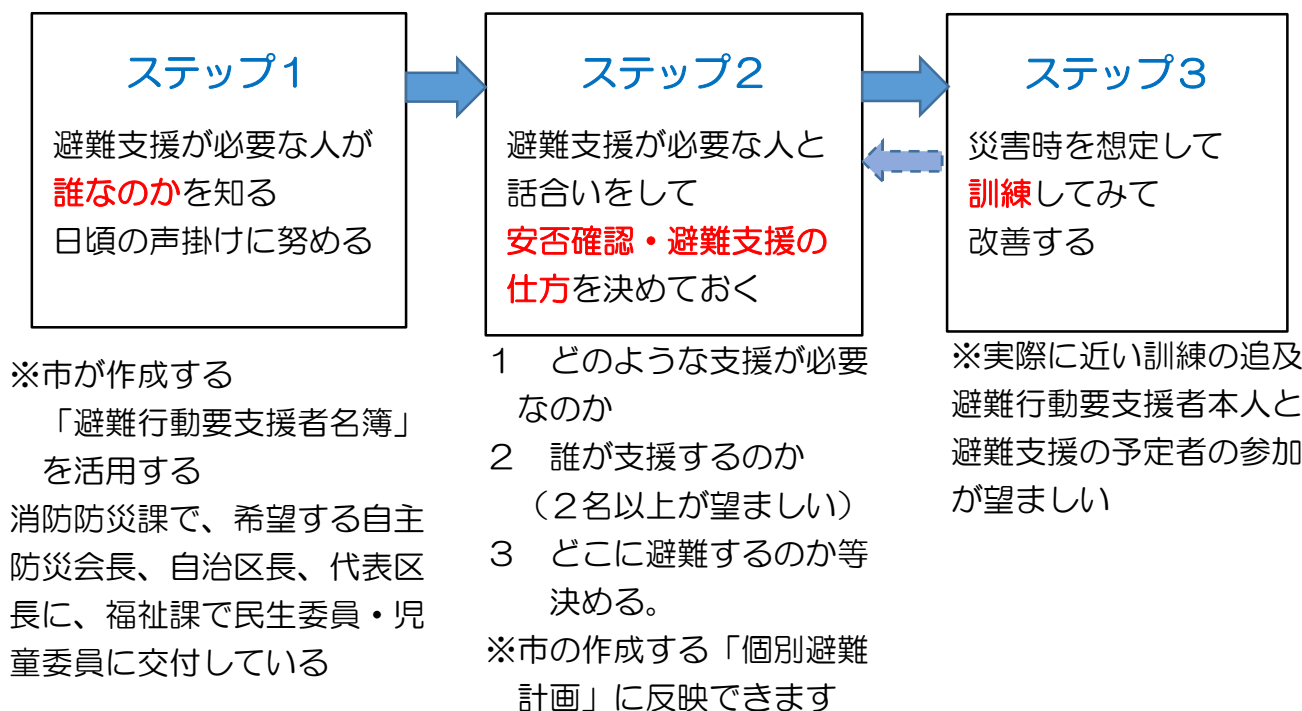 ステップ1
避難支援が必要な人が
誰なのかを知る
日頃の声掛けに努める
※市が作成する
「避難行動要支援者名簿」
を活用する
消防防災課で、希望する自主
防災会長、自治区長、代表区
長に、福祉課で民生委員・児
童委員に交付している
ステップ2
避難支援が必要な人と
話合いをして
安否確認・避難支援の
仕方を決めておく
1 どのような支援が必要
なのか
2 誰が支援するのか
（2名以上が望ましい）
3 どこに避難するのか等
決める。
※市の作成する「個別避難
計画」に反映できます
ステップ3
災害時を想定して
訓練してみて
改善する
※実際に近い訓練の追及
避難行動要支援者本人と
避難支援の予定者の参加
が望ましい